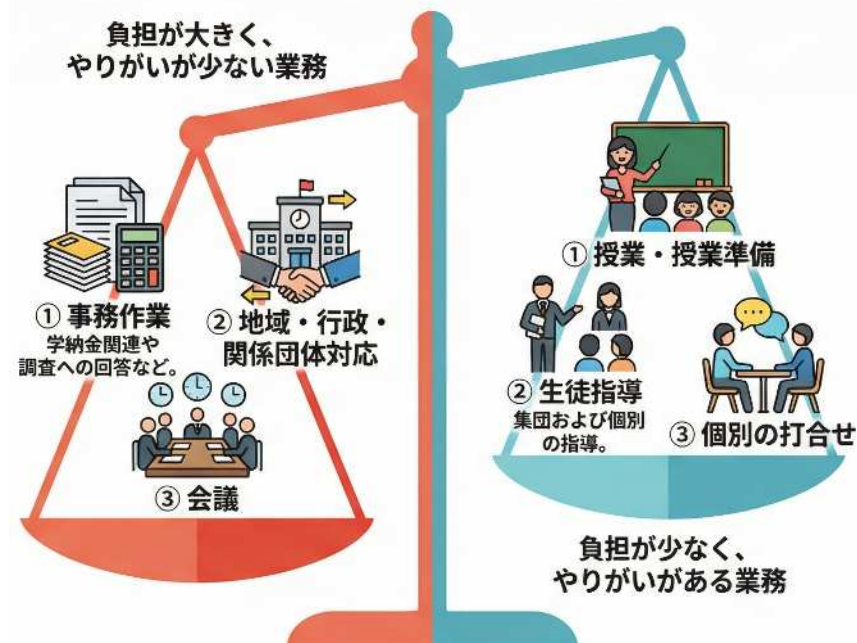 負担が大きく、
やりがいが少ない業務
① 事務作業
学納金関連や
調査への回答など。
② 地域・行政・
関係団体対応
③ 会議
① 授業・授業準備
② 生徒指導
集団および個別
の指導。
③ 個別の打合せ
負担が少なく、
やりがいがある業務